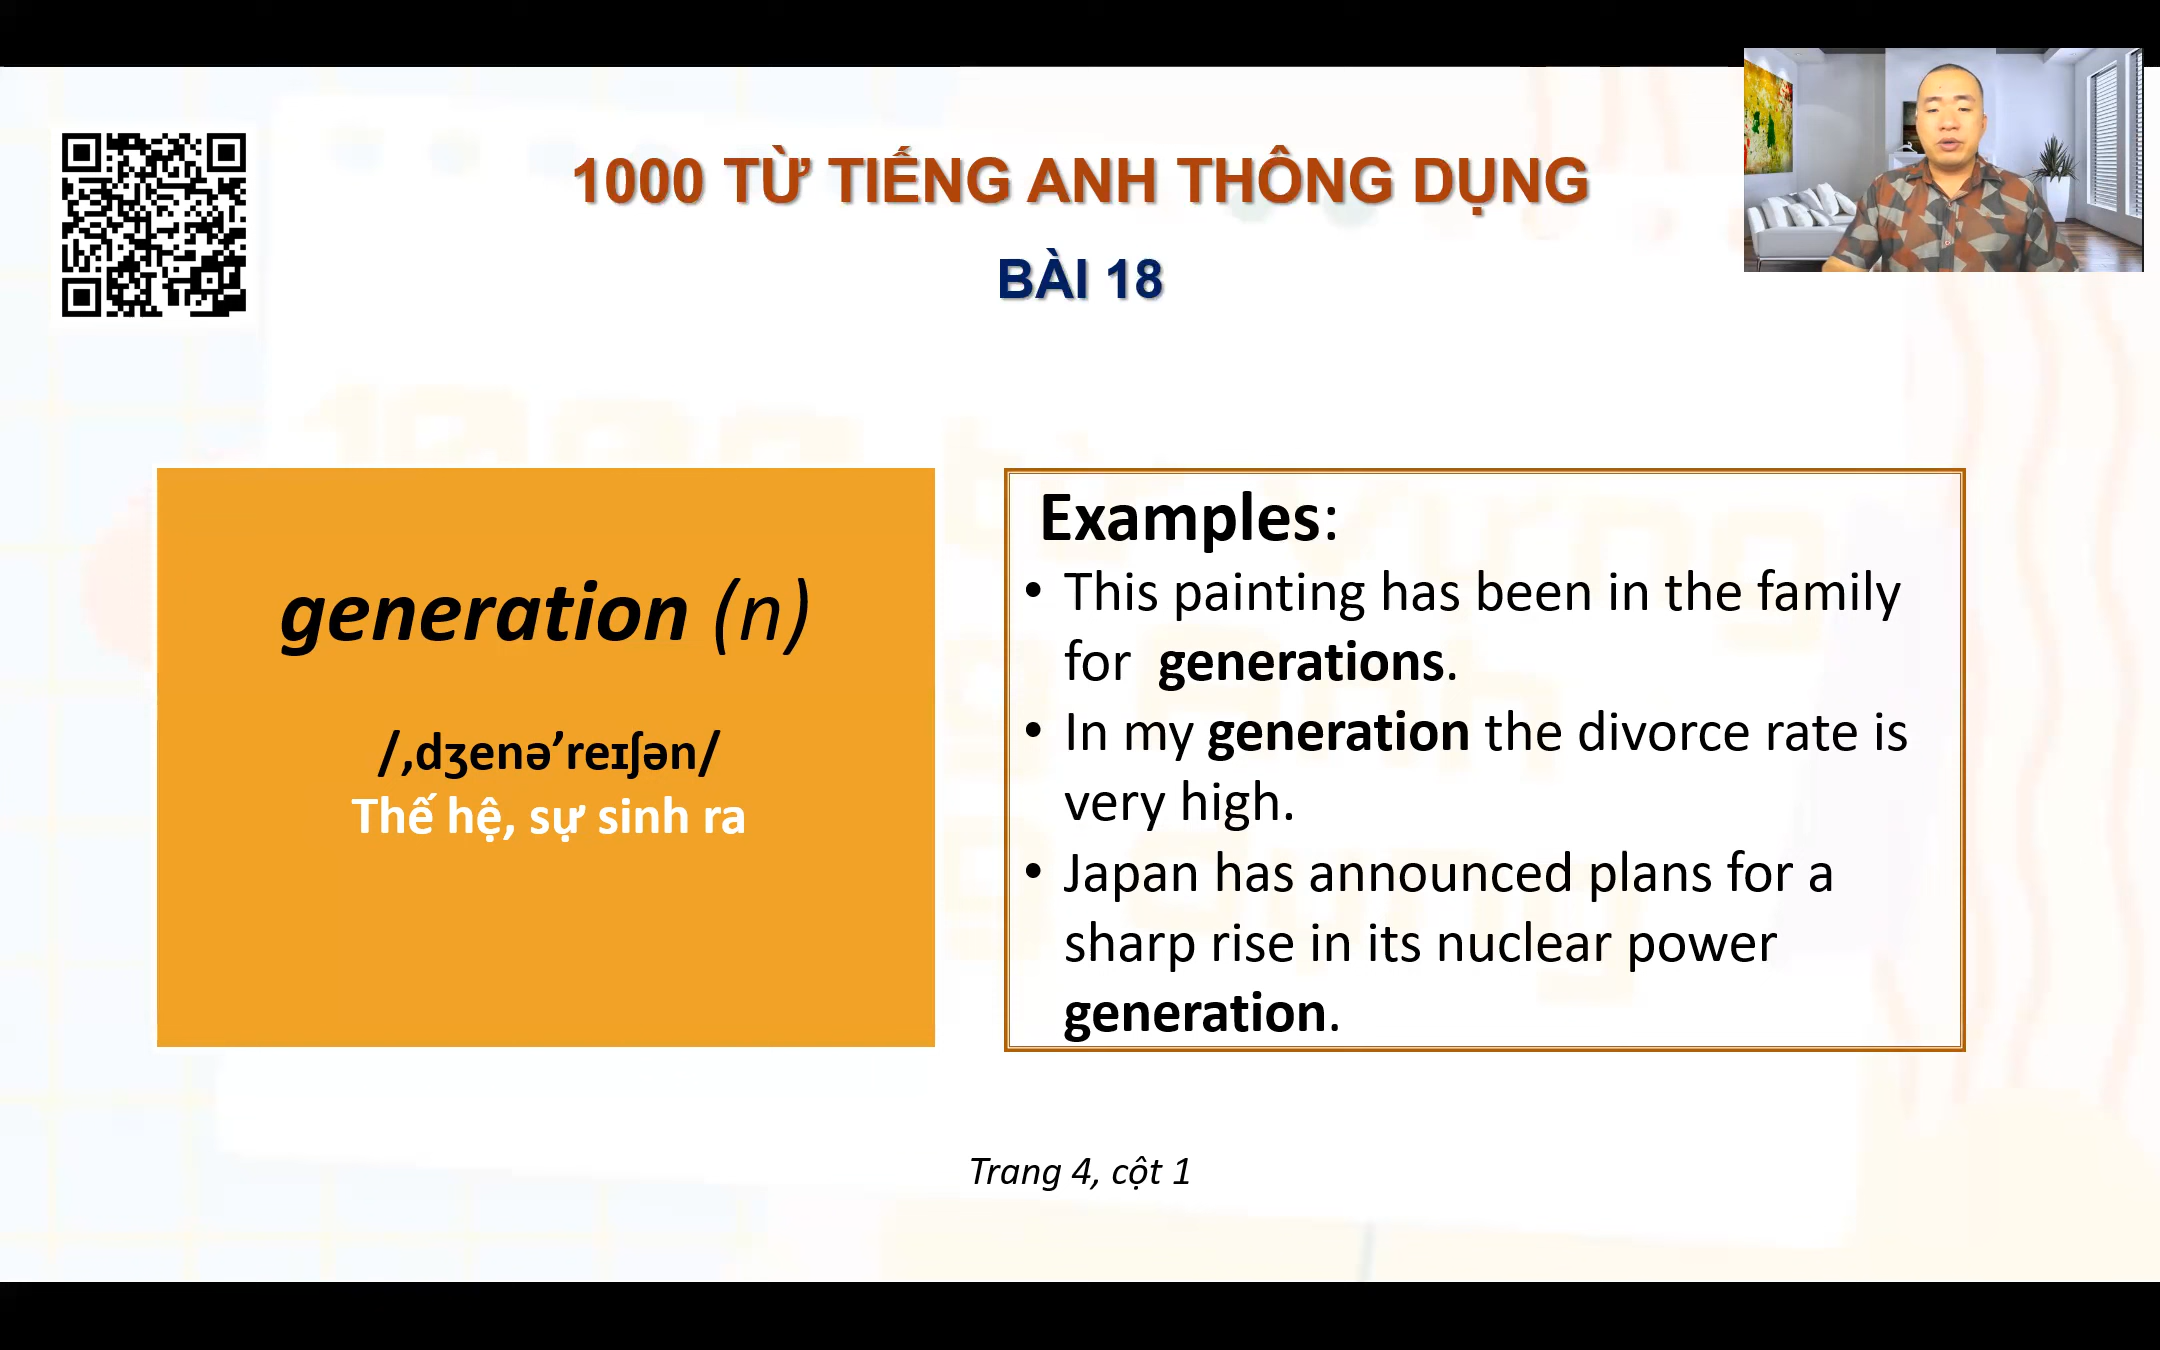 1000 TỪ TIẾNG ANH THÔNG DỤNG
BÀI 18
generation (n)
/ˌdʒenəˈreɪʃən/
Thế hệ, sự sinh ra
Examples:
• This painting has been in the family
for generations.
• In my generation the divorce rate is
very high.
• Japan has announced plans for a
sharp rise in its nuclear power
generation.
Trang 4, cột 1